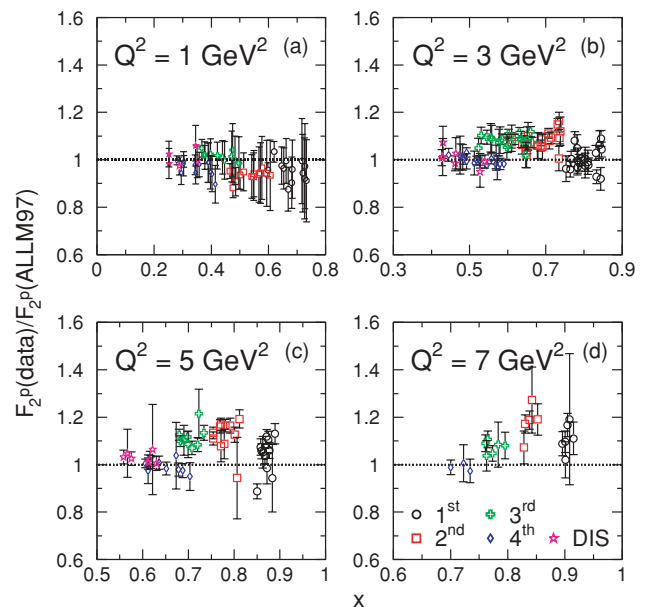 F₂ᵖ(data)/F₂ᵖ(ALLM97)
Q² = 1 GeV² (a)
1.6
1.4
1.2
1
0.8
0.6
0 0.2 0.4 0.6 0.8
Q² = 3 GeV² (b)
1.6
1.4
1.2
1
0.8
0.6
0.3 0.5 0.7 0.9
Q² = 5 GeV² (c)
1.6
1.4
1.2
1
0.8
0.6
0.5 0.6 0.7 0.8 0.9 1
Q² = 7 GeV² (d)
1.6
1.4
1.2
1
0.8
0.6
0.6 0.7 0.8 0.9 1
1ˢᵗ 3ʳᵈ
2ⁿᵈ 4ᵗʰ DIS
x